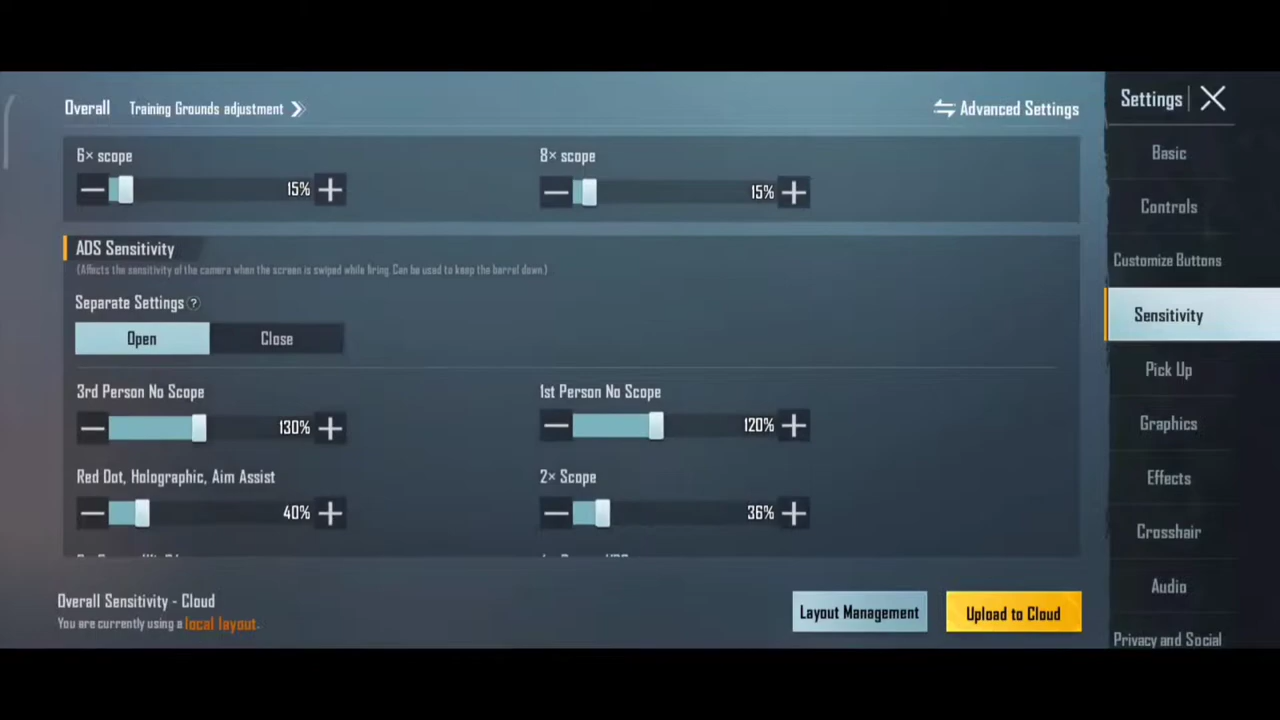 Overall Training Grounds adjustment Advanced Settings
6× scope 8× scope
15% 15%
ADS Sensitivity
(Affects the sensitivity of the camera when the screen is swiped while firing. Can be used to keep the barrel down.)
Separate Settings ?
Open Close
3rd Person No Scope 1st Person No Scope
130% 120%
Red Dot, Holographic, Aim Assist 2× Scope
40% 36%
Overall Sensitivity - Cloud
You are currently using a local layout.
Layout Management Upload to Cloud
Settings
Basic
Controls
Customize Buttons
Sensitivity
Pick Up
Graphics
Effects
Crosshair
Audio
Privacy and Social